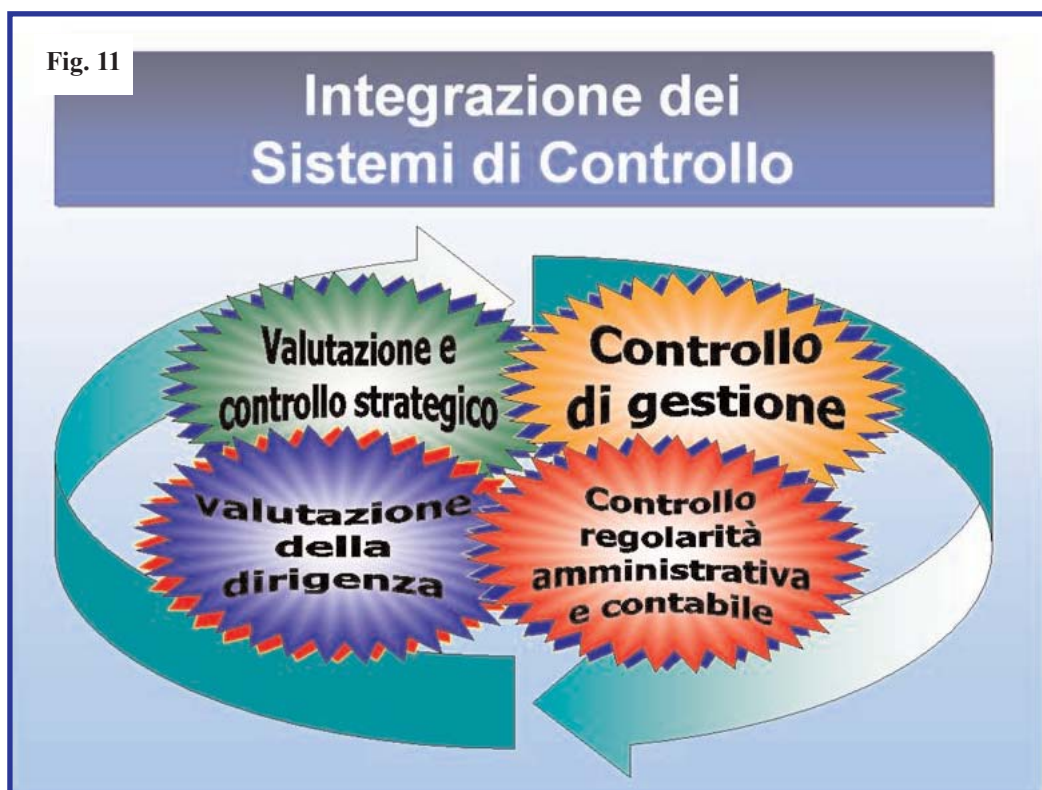 Fig. 11
Integrazione dei
Sistemi di Controllo
Valutazione e
controllo strategico
Controllo
di gestione
valutazione
della
dirigenza
Controllo
regolarità
amministrativa
e contabile